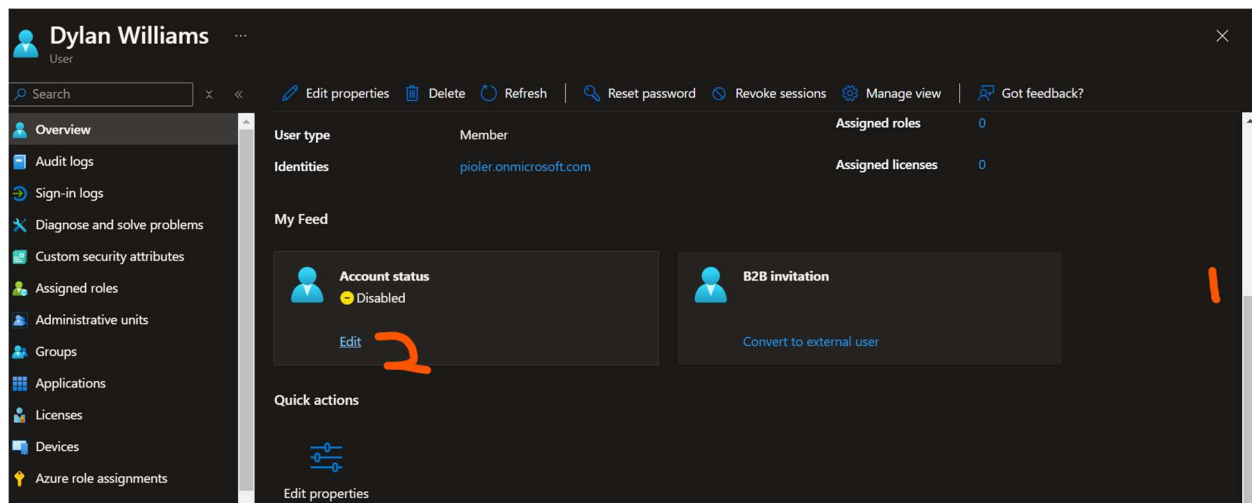 Dylan Williams ...
User
Search
Edit properties Delete Refresh Reset password Revoke sessions Manage view Got feedback?
Overview
Audit logs
Sign-in logs
Diagnose and solve problems
Custom security attributes
Assigned roles
Administrative units
Groups
Applications
Licenses
Devices
Azure role assignments
User type Member
Assigned roles 0
Identities pioler.onmicrosoft.com
Assigned licenses 0
My Feed
Account status
Disabled
Edit 2
B2B invitation
Convert to external user
1
Quick actions
Edit properties